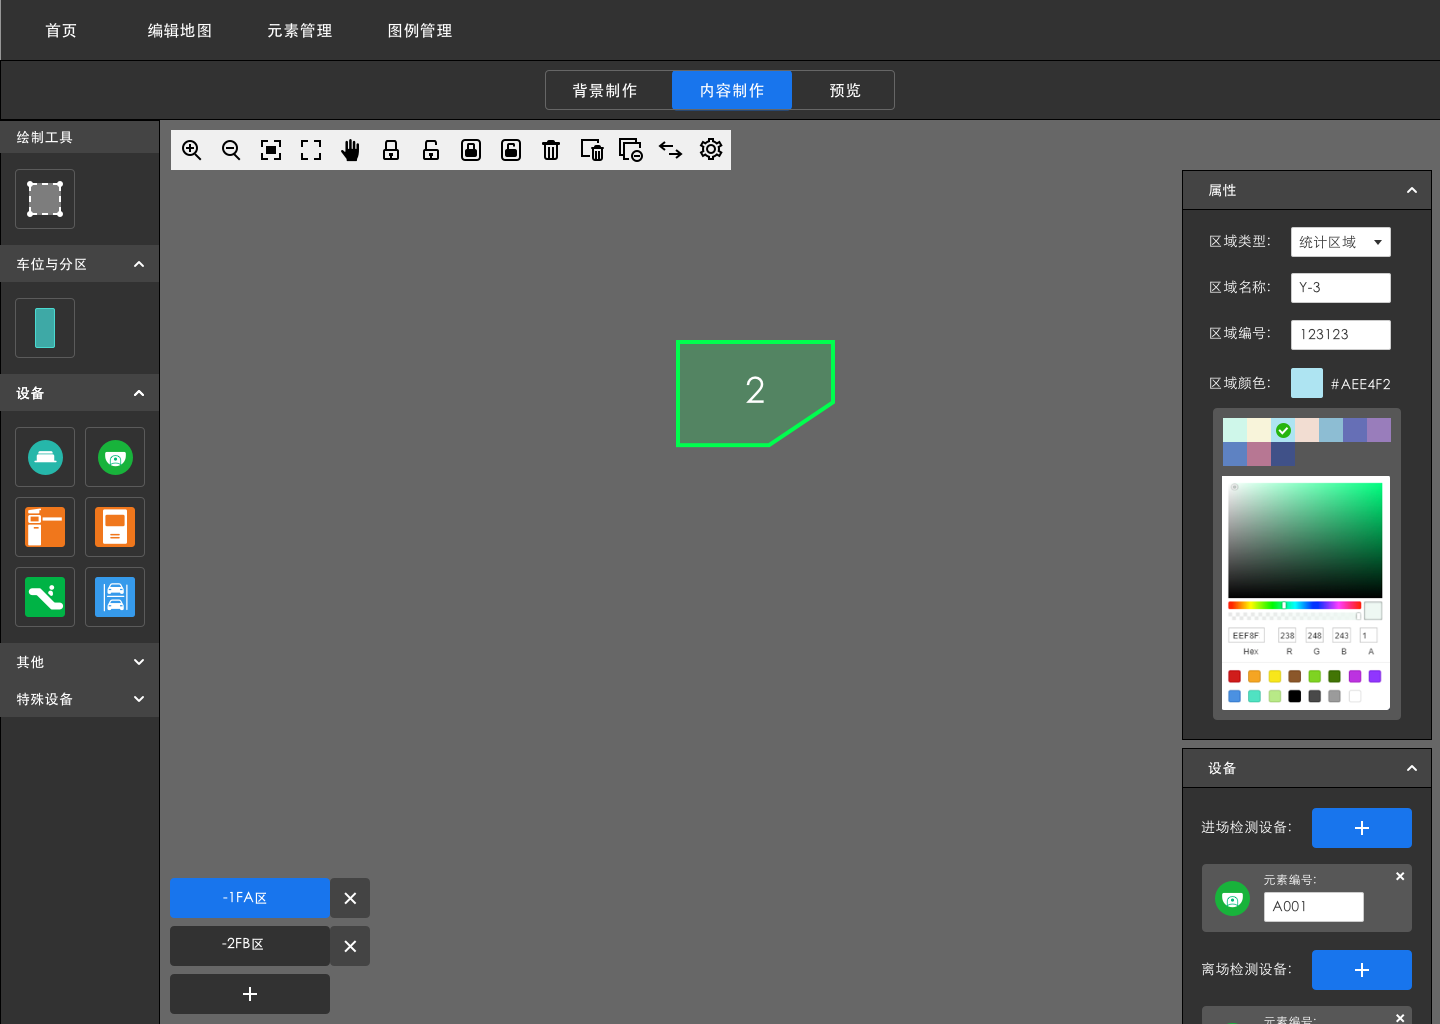 首页 编辑地图 元素管理 图例管理
背景制作 内容制作 预览
绘制工具
车位与分区
设备
其他
特殊设备
2
-1FA区
-2FB区
属性
区域类型： 统计区域
区域名称： Y-3
区域编号： 123123
区域颜色： #AEE4F2
EEF8F 238 248 243 1
Hex R G B A
设备
进场检测设备：
元素编号：
A001
离场检测设备：
元素编号：